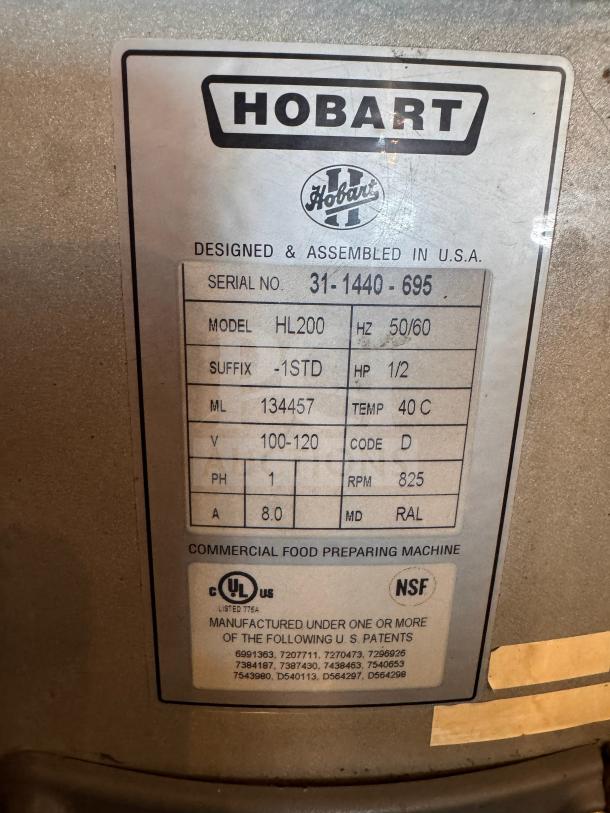 HOBART
Hobart
H
DESIGNED & ASSEMBLED IN U.S.A.
SERIAL NO. 31-1440-695
MODEL HL200 HZ 50/60
SUFFIX -1STD HP 1/2
ML 134457 TEMP 40 C
V 100-120 CODE D
PH 1 RPM 825
A 8.0 MD RAL
COMMERCIAL FOOD PREPARING MACHINE
C UL US NSF
LISTED 776A
MANUFACTURED UNDER ONE OR MORE
OF THE FOLLOWING U. S. PATENTS
6991363, 7207711, 7270473, 7296926
7384187, 7387430, 7438463, 7540653
7543980, D540113, D564297, D564298